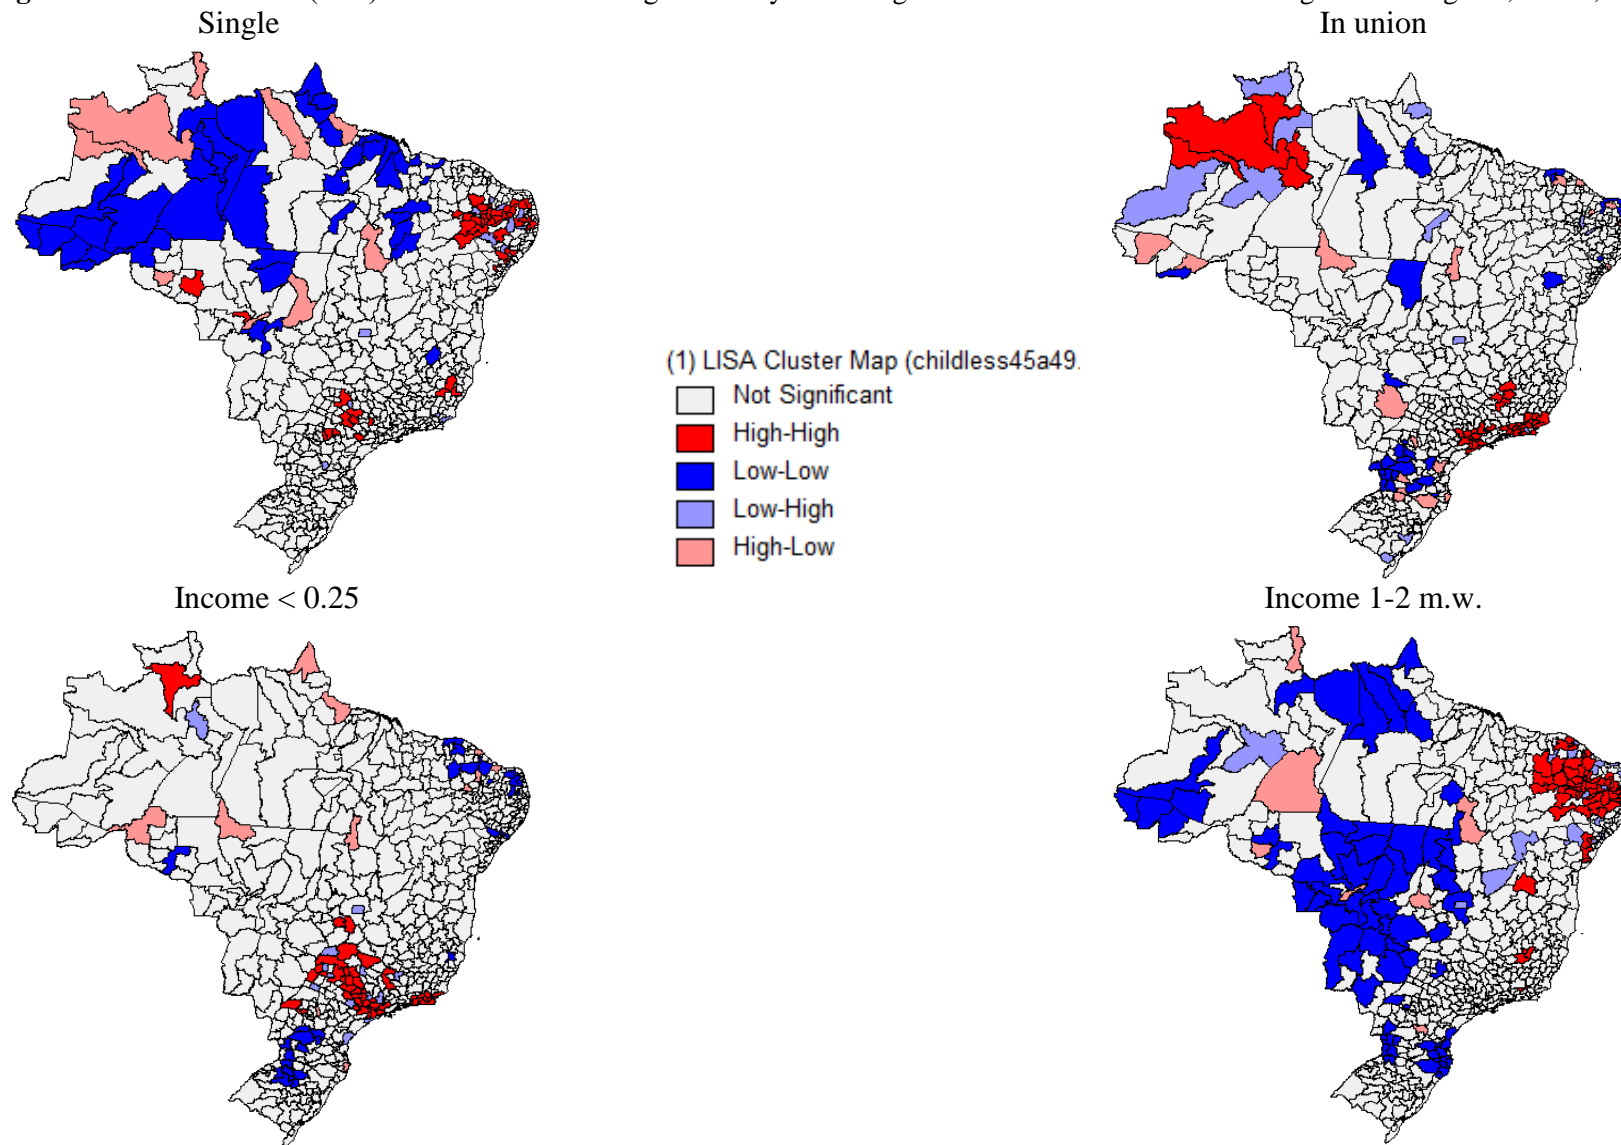 Single
In union
(1) LISA Cluster Map (childless45a49.
Not Significant
High-High
Low-Low
Low-High
High-Low
Income < 0.25
Income 1-2 m.w.